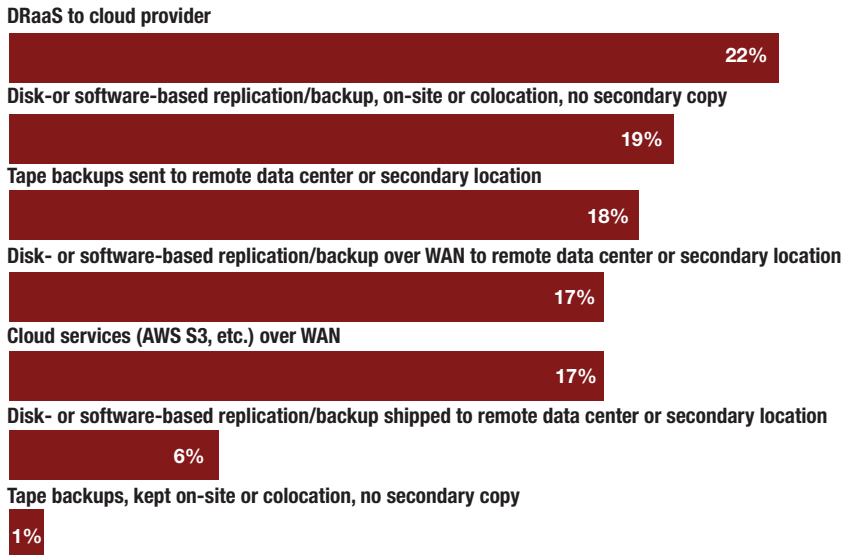 DRaaS to cloud provider
22%
Disk-or software-based replication/backup, on-site or colocation, no secondary copy
19%
Tape backups sent to remote data center or secondary location
18%
Disk- or software-based replication/backup over WAN to remote data center or secondary location
17%
Cloud services (AWS S3, etc.) over WAN
17%
Disk- or software-based replication/backup shipped to remote data center or secondary location
6%
Tape backups, kept on-site or colocation, no secondary copy
1%